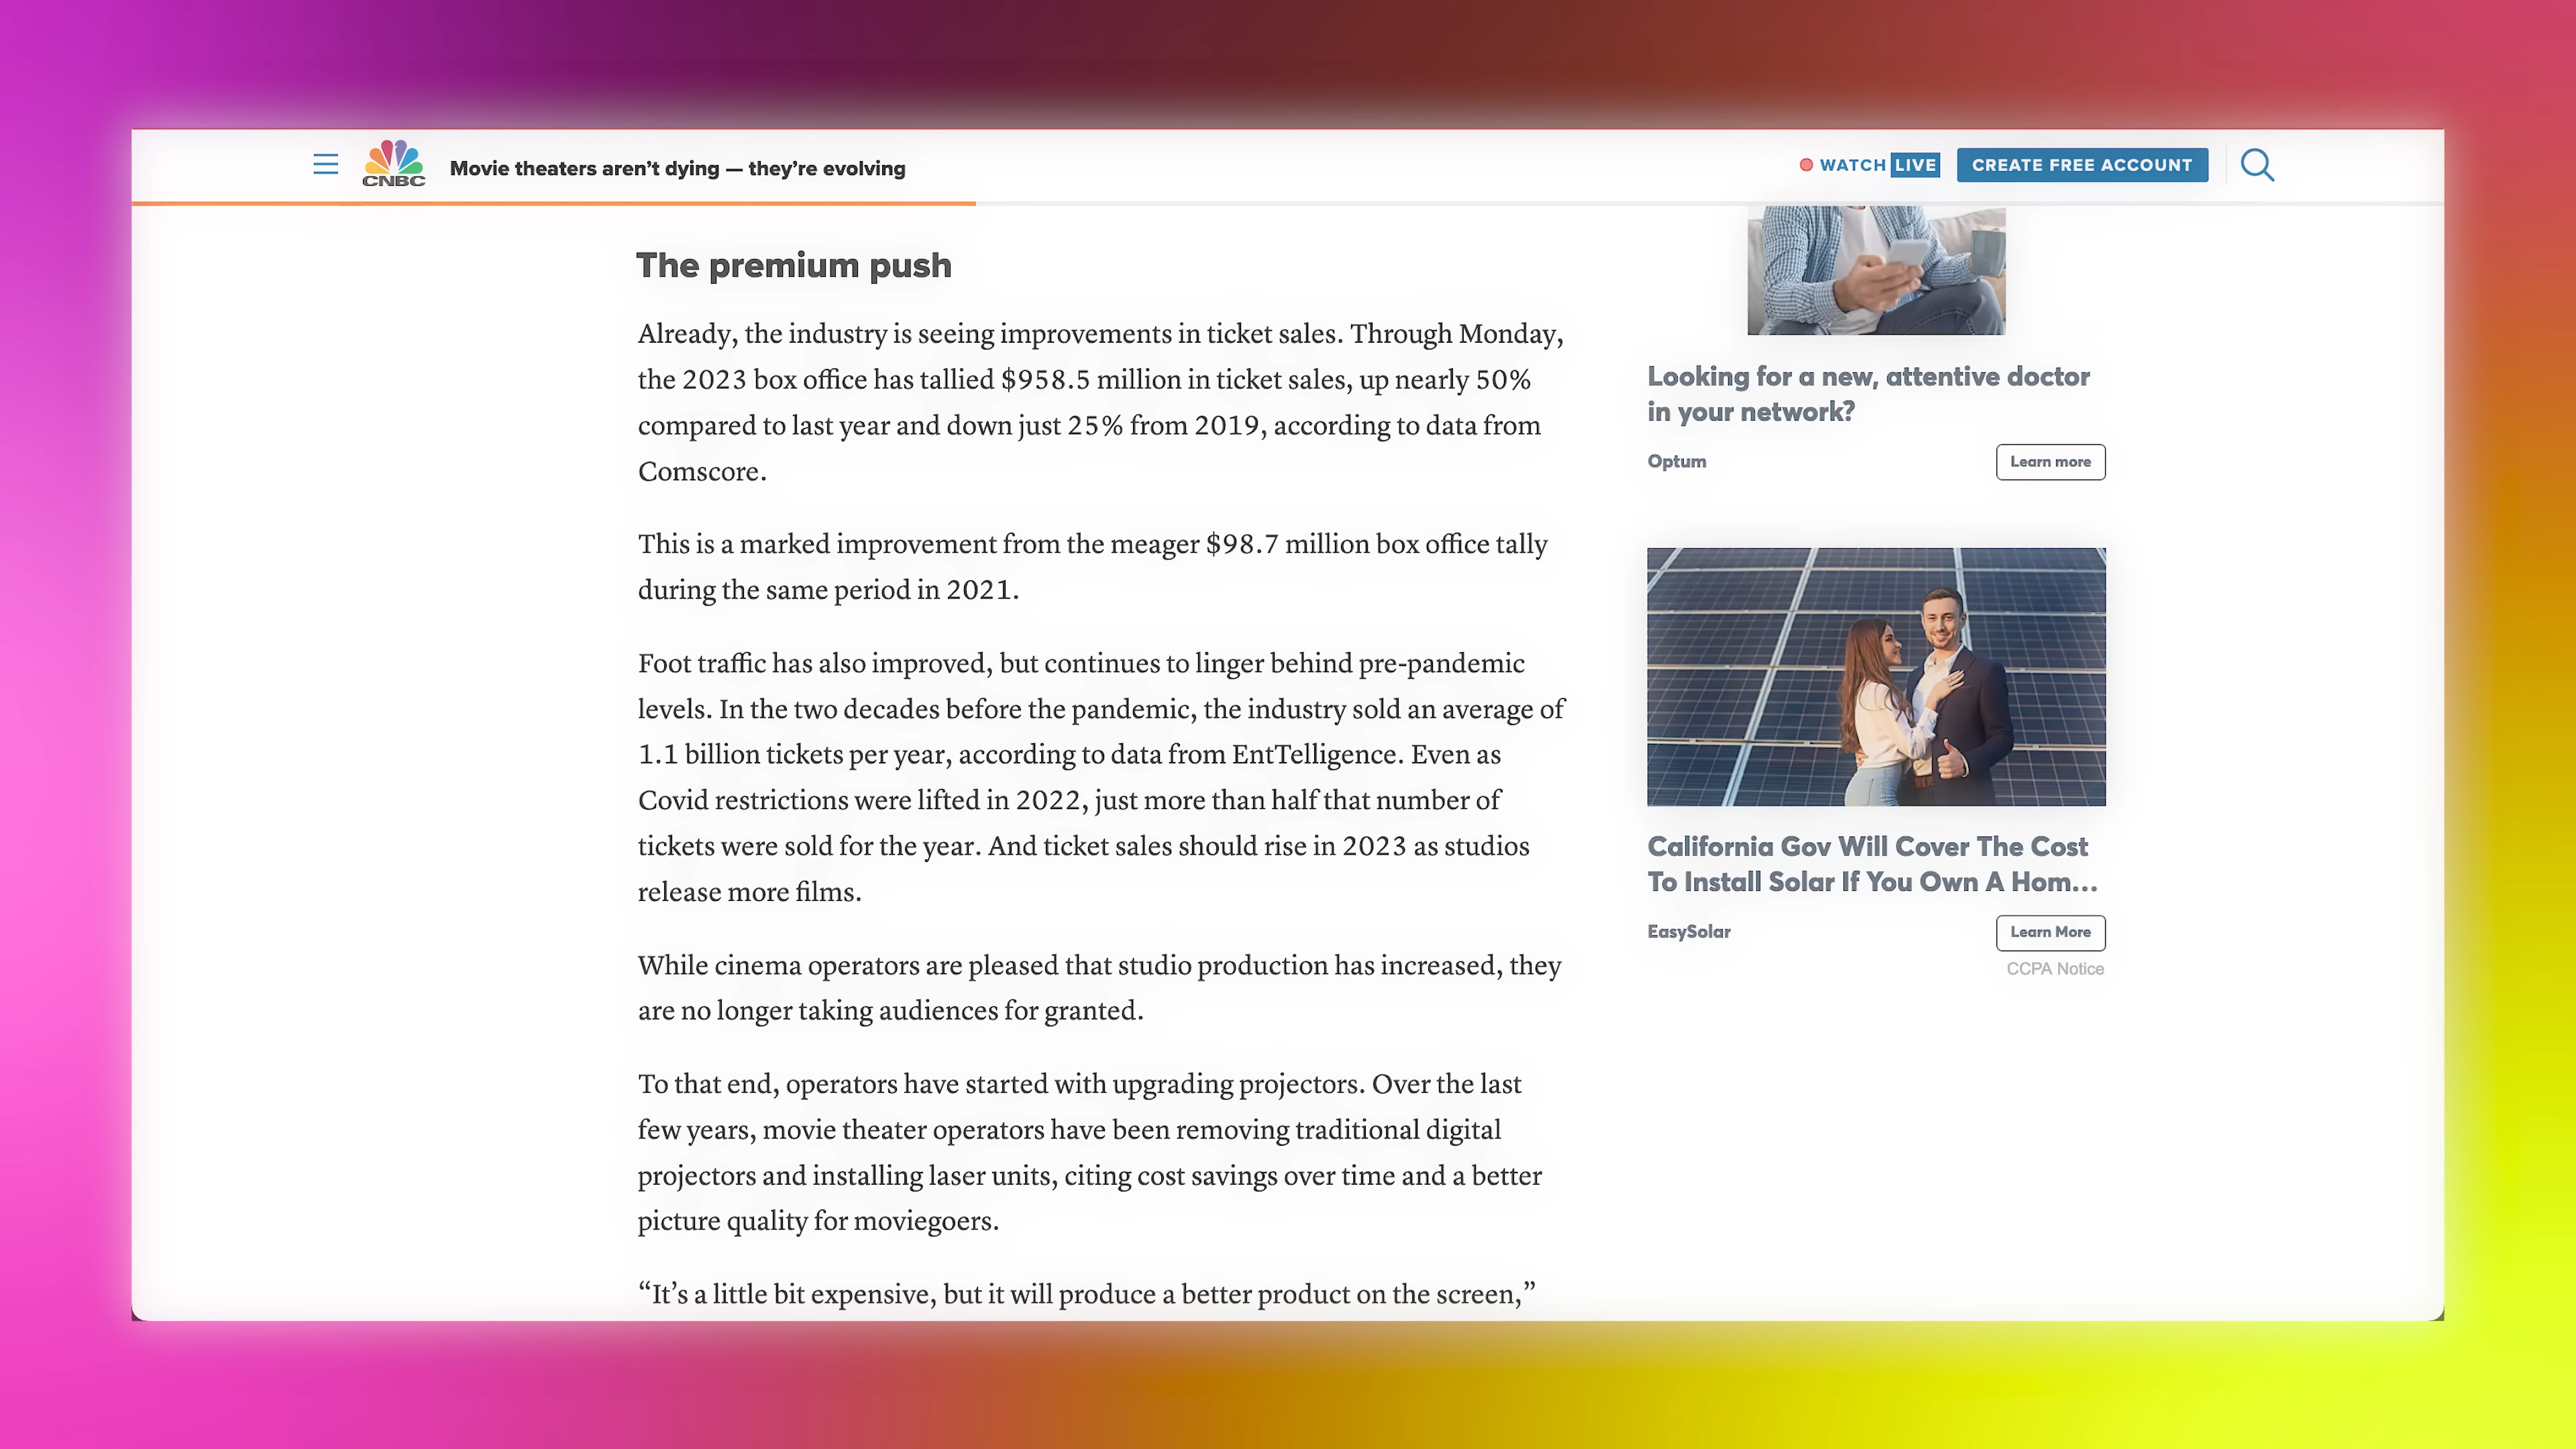 CNBC
Movie theaters aren’t dying — they’re evolving
WATCH LIVE
CREATE FREE ACCOUNT
The premium push
Already, the industry is seeing improvements in ticket sales. Through Monday,
the 2023 box office has tallied $958.5 million in ticket sales, up nearly 50%
compared to last year and down just 25% from 2019, according to data from
Comscore.
This is a marked improvement from the meager $98.7 million box office tally
during the same period in 2021.
Foot traffic has also improved, but continues to linger behind pre-pandemic
levels. In the two decades before the pandemic, the industry sold an average of
1.1 billion tickets per year, according to data from EntTelligence. Even as
Covid restrictions were lifted in 2022, just more than half that number of
tickets were sold for the year. And ticket sales should rise in 2023 as studios
release more films.
While cinema operators are pleased that studio production has increased, they
are no longer taking audiences for granted.
To that end, operators have started with upgrading projectors. Over the last
few years, movie theater operators have been removing traditional digital
projectors and installing laser units, citing cost savings over time and a better
picture quality for moviegoers.
“It’s a little bit expensive, but it will produce a better product on the screen,”
Looking for a new, attentive doctor
in your network?
Optum
Learn more
California Gov Will Cover The Cost
To Install Solar If You Own A Hom...
EasySolar
Learn More
CCPA Notice